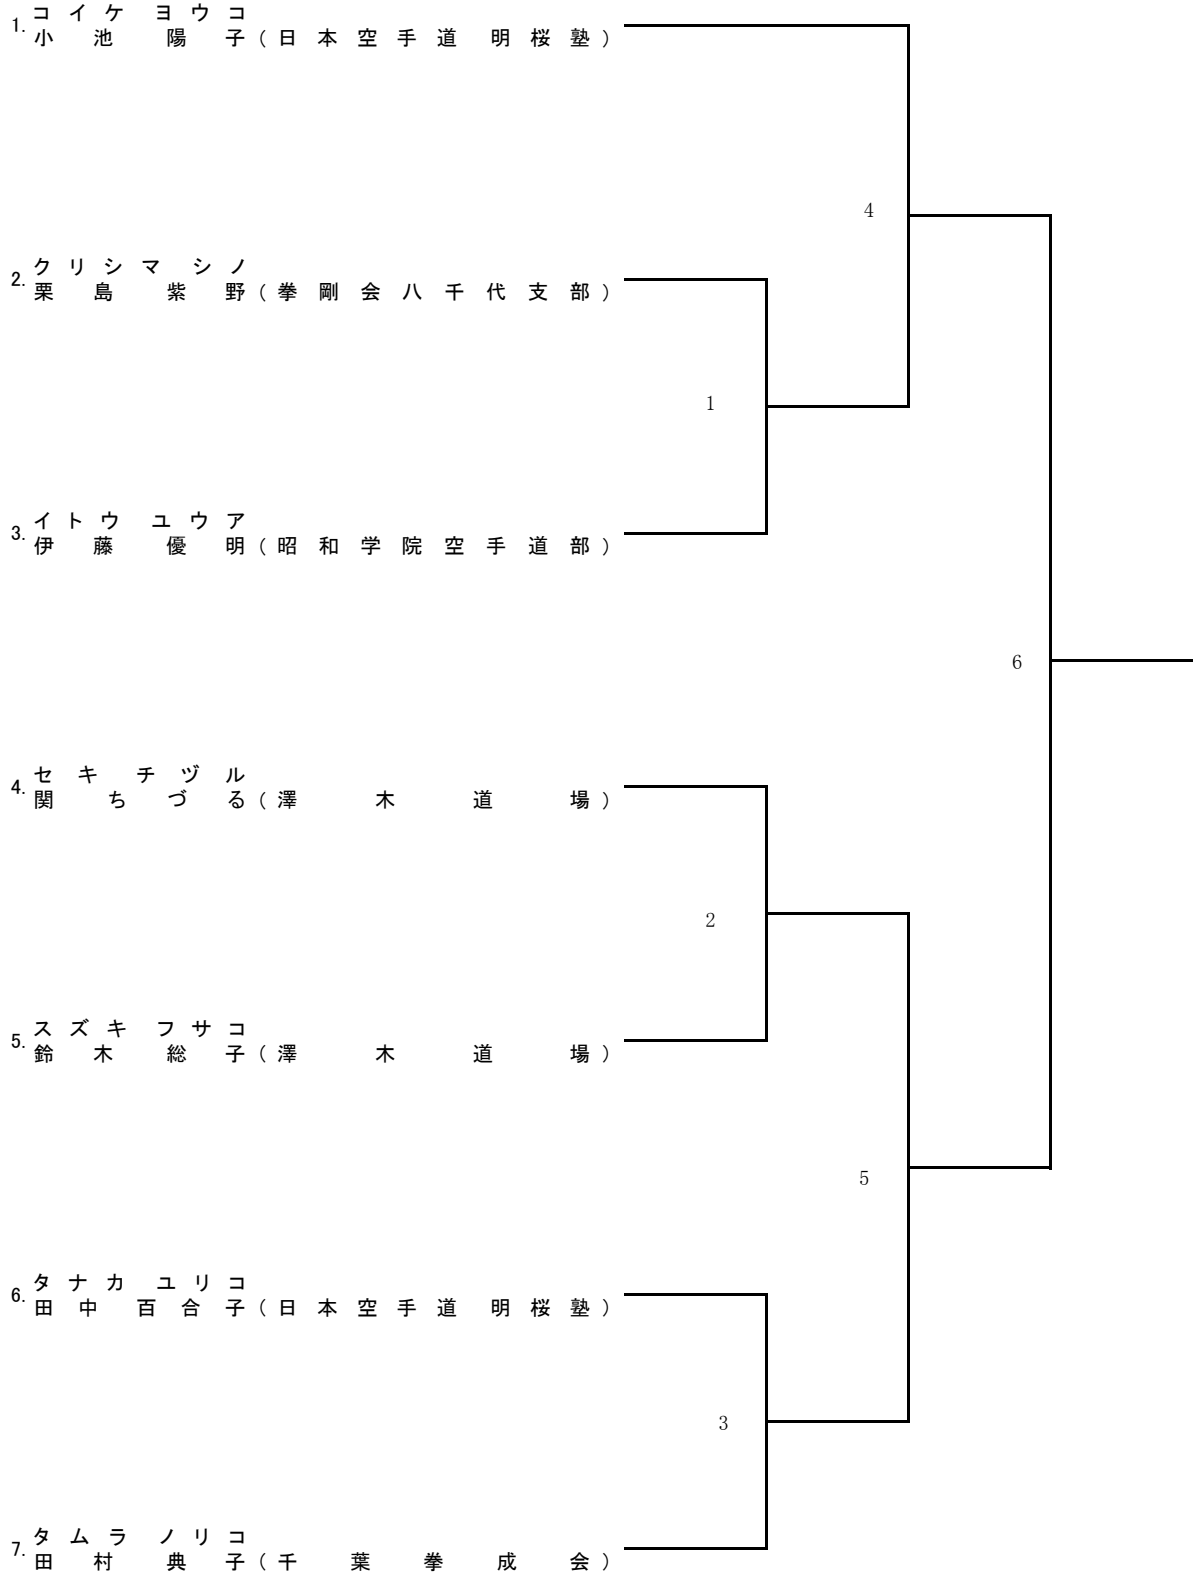 コイケ ヨウコ
1. 小池 陽子(日本空手道 明桜塾)
4
クリシマ シノ
2. 栗島 紫野(拳剛会八千代支部)
1
イトウ ユウア
3. 伊藤 優明(昭和学院空手道部)
6
セキ チヅル
4. 関 ちづる(澤木道場)
2
スズキ フサコ
5. 鈴木 総子(澤木道場)
5
タナカ ユリコ
6. 田中 百合子(日本空手道 明桜塾)
3
タムラ ノリコ
7. 田村 典子(千葉拳成会)